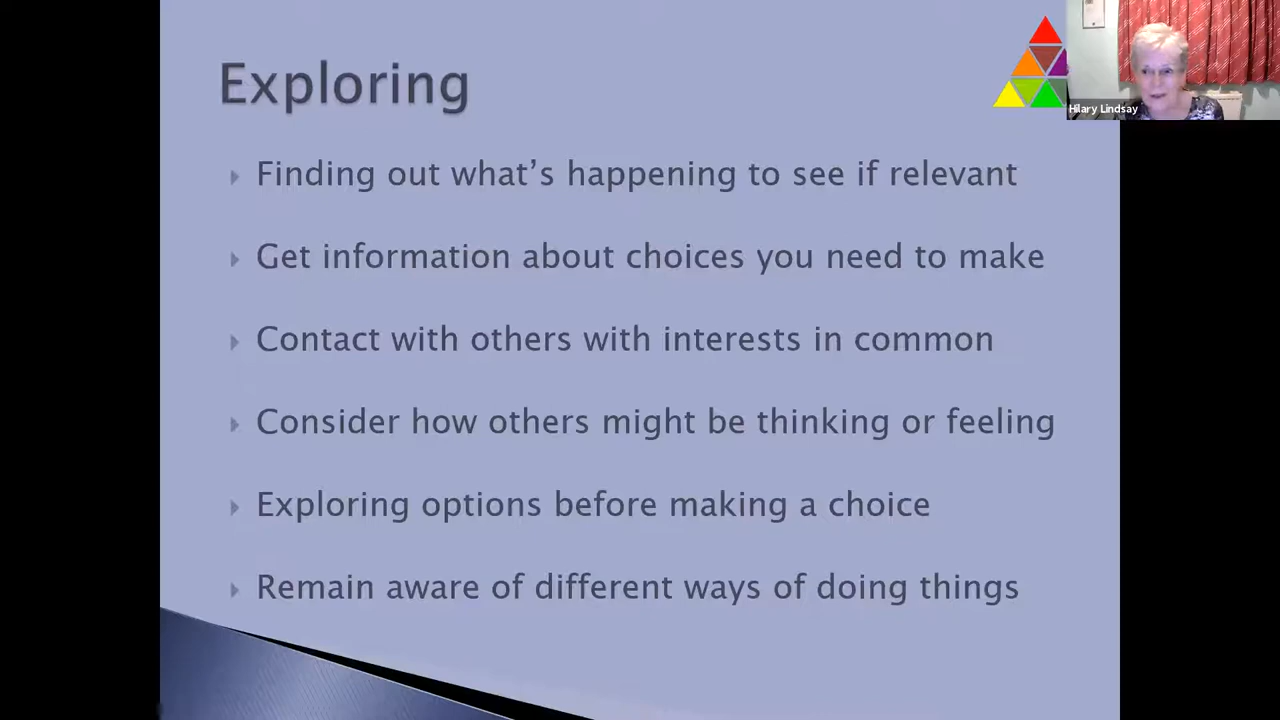 Exploring
Hilary Lindsay
Finding out what’s happening to see if relevant
Get information about choices you need to make
Contact with others with interests in common
Consider how others might be thinking or feeling
Exploring options before making a choice
Remain aware of different ways of doing things